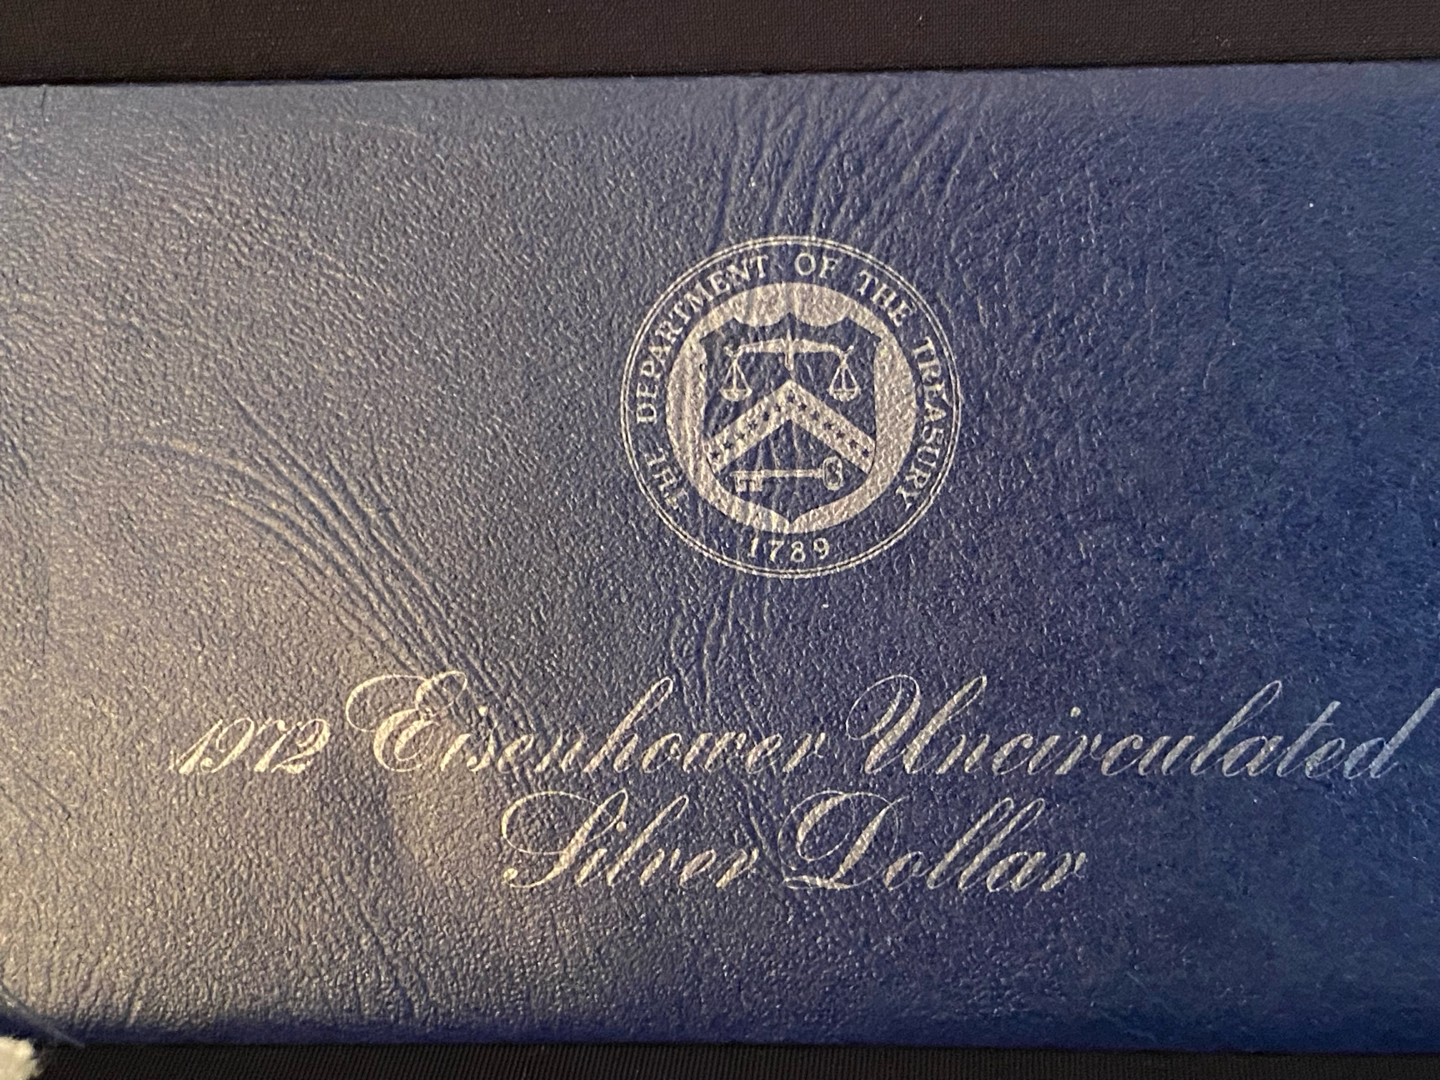 THE DEPARTMENT OF THE TREASURY
1789
1972 Eisenhower Uncirculated
Silver Dollar